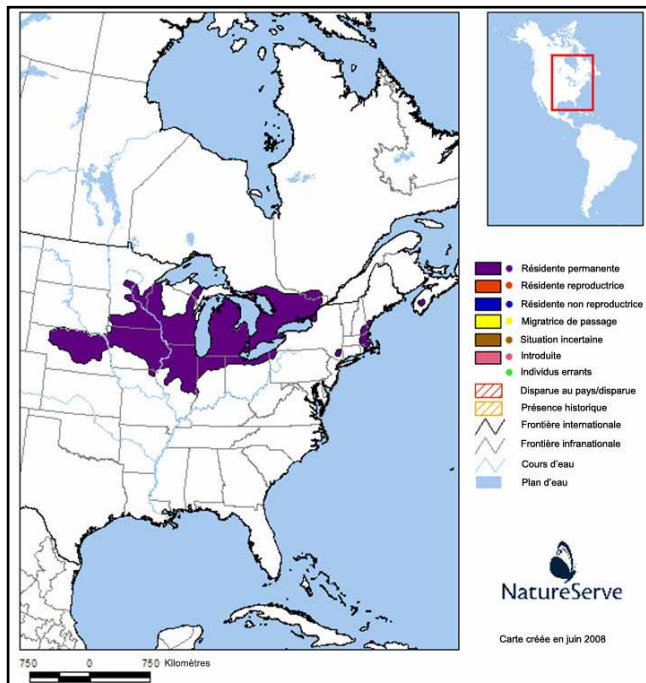 Résidente permanente
Résidente reproductrice
Résidente non reproductrice
Migratrice de passage
Situation incertaine
Introduite
Individus errants
Disparue au pays/disparue
Présence historique
Frontière internationale
Frontière infranationale
Cours d'eau
Plan d'eau
NatureServe
Carte créée en juin 2008
750 0 750 Kilomètres